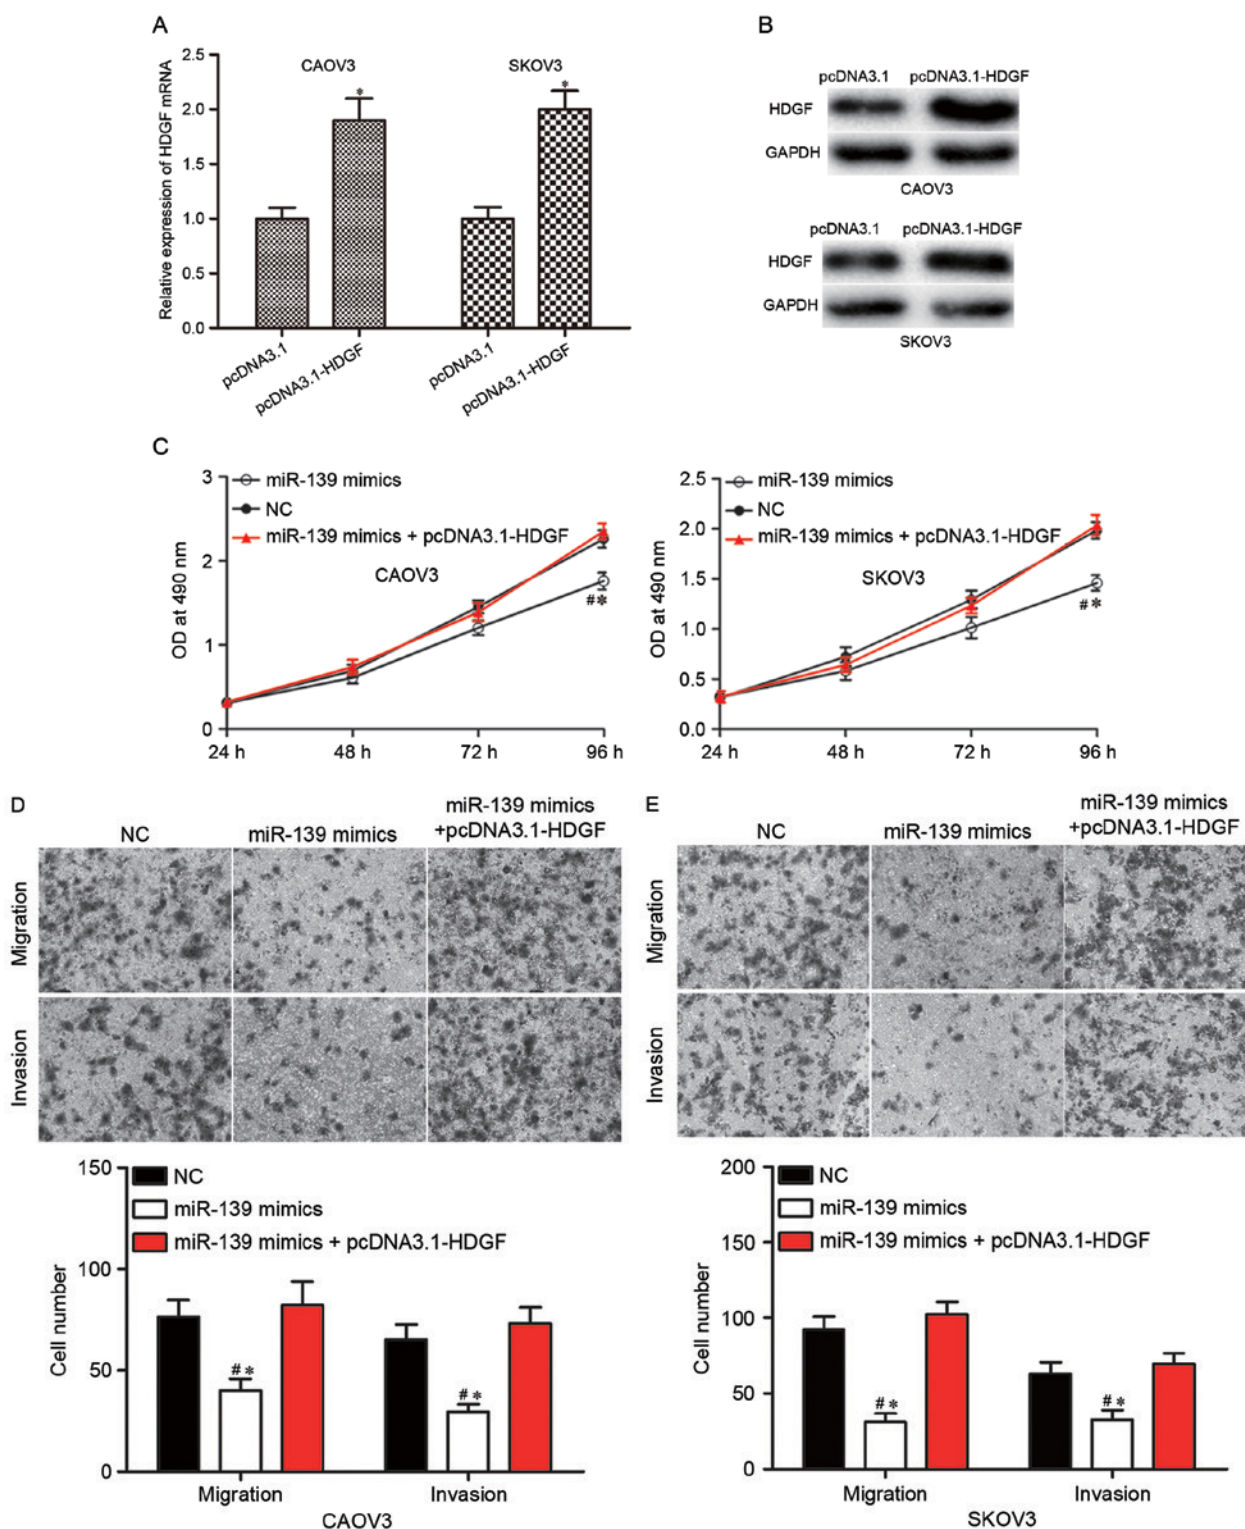 A
Relative expression of HDGF mRNA
2.5
2.0
1.5
1.0
0.5
0.0
CAOV3
SKOV3
*
*
pcDNA3.1
pcDNA3.1-HDGF
pcDNA3.1
pcDNA3.1-HDGF
B
pcDNA3.1 pcDNA3.1-HDGF
HDGF
GAPDH
CAOV3
pcDNA3.1 pcDNA3.1-HDGF
HDGF
GAPDH
SKOV3
C
OD at 490 nm
3
2
1
0
miR-139 mimics
NC
miR-139 mimics + pcDNA3.1-HDGF
CAOV3
#*
24 h 48 h 72 h 96 h
OD at 490 nm
2.5
2.0
1.5
1.0
0.5
0.0
miR-139 mimics
NC
miR-139 mimics + pcDNA3.1-HDGF
SKOV3
#*
24 h 48 h 72 h 96 h
D
NC miR-139 mimics miR-139 mimics
+pcDNA3.1-HDGF
Migration
Invasion
Cell number
150
100
50
0
NC
miR-139 mimics
miR-139 mimics + pcDNA3.1-HDGF
#*
#*
Migration Invasion
CAOV3
E
NC miR-139 mimics miR-139 mimics
+pcDNA3.1-HDGF
Migration
Invasion
Cell number
200
150
100
50
0
NC
miR-139 mimics
miR-139 mimics + pcDNA3.1-HDGF
#*
#*
Migration Invasion
SKOV3